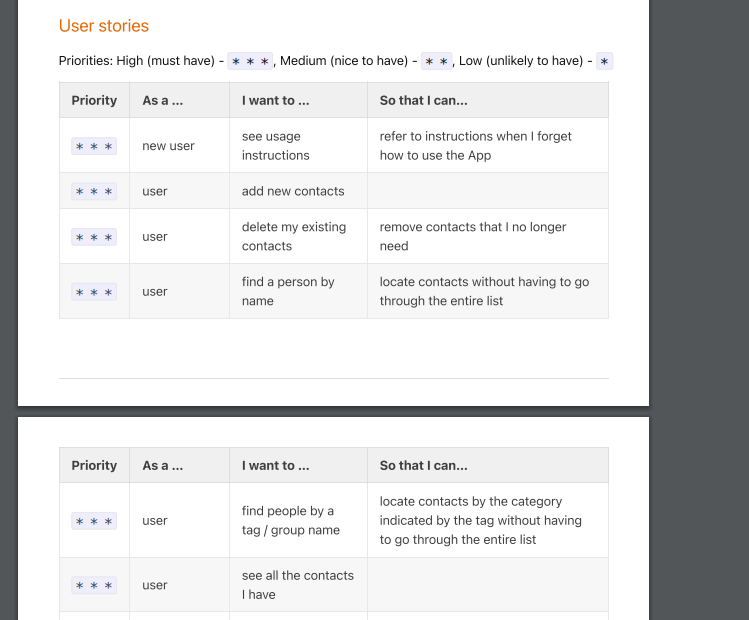 User stories
Priorities: High (must have) - * * *, Medium (nice to have) - * *, Low (unlikely to have) - *
Priority As a ... I want to ... So that I can...
* * * new user see usage instructions refer to instructions when I forget how to use the App
* * * user add new contacts
* * * user delete my existing contacts remove contacts that I no longer need
* * * user find a person by name locate contacts without having to go through the entire list
Priority As a ... I want to ... So that I can...
* * * user find people by a tag / group name locate contacts by the category indicated by the tag without having to go through the entire list
* * * user see all the contacts I have